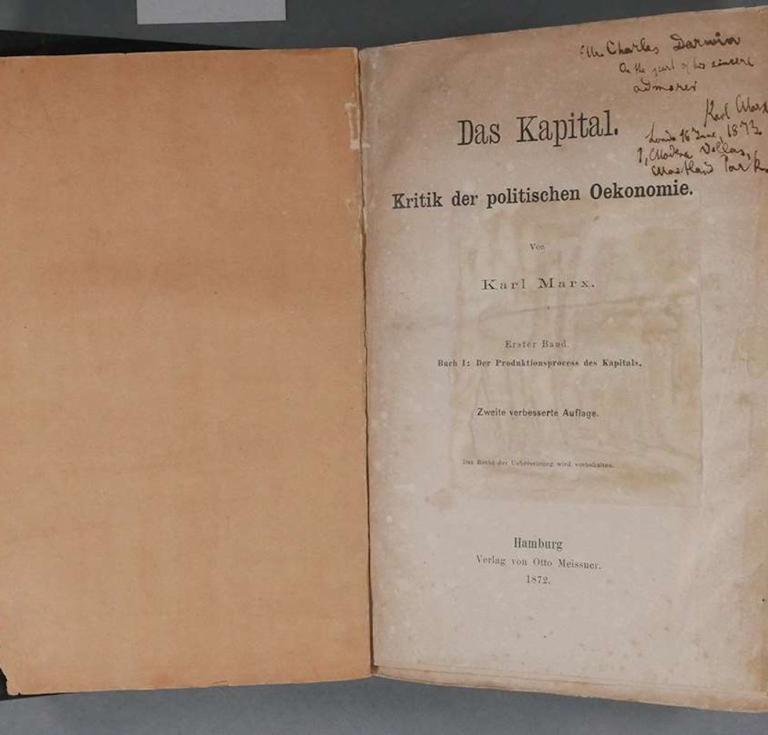 Mr. Charles Darwin
On the part of his sincere
admirer
Karl Marx
London 16 June, 1873
1, Modena Villas,
Maitland Park
Das Kapital.
Kritik der politischen Oekonomie.
Von
Karl Marx.
Erster Band.
Buch I: Der Produktionsprocess des Kapitals.
Zweite verbesserte Auflage.
Das Recht der Uebersetzung wird vorbehalten.
Hamburg
Verlag von Otto Meissner.
1872.